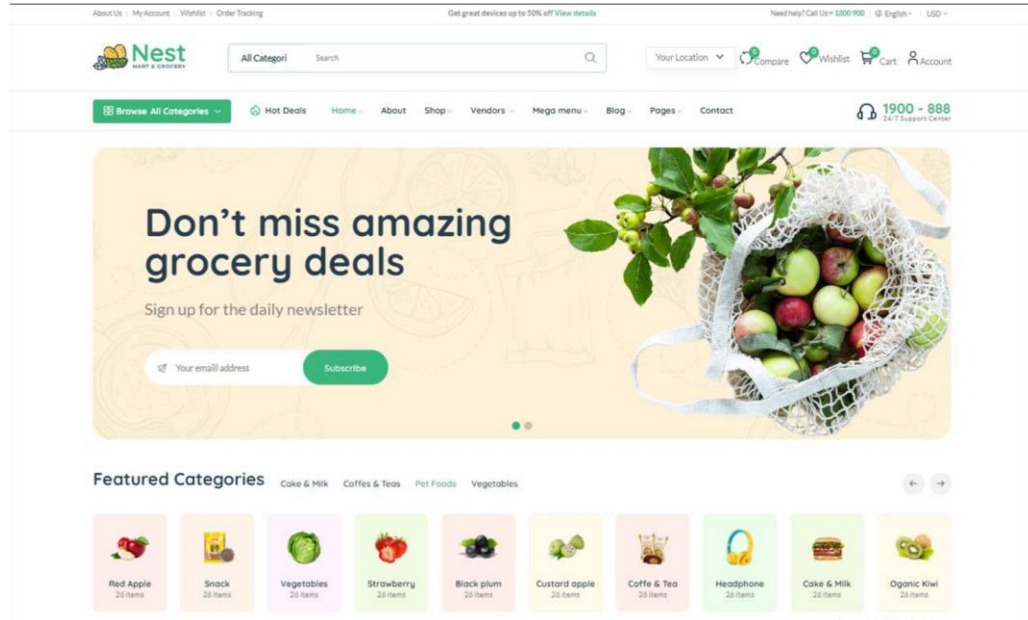 About Us My Account Wishlist Order Tracking
Get great devices up to 50% off View details
Need help? Call Us: + 1800 900 English USD
Nest
MART & GROCERY
All Categori Search
Your Location
0 Compare 0 Wishlist 0 Cart Account
Browse All Categories
Hot Deals Home About Shop Vendors Mega menu Blog Pages Contact
1900 - 888
24/7 Support Center
Don't miss amazing
grocery deals
Sign up for the daily newsletter
Your emaill address Subscribe
Featured Categories Cake & Milk Coffes & Teas Pet Foods Vegetables
Red Apple Snack Vegetables Strawberry Black plum Custard apple Coffe & Tea Headphone Cake & Milk Oganic Kiwi
26 items 26 items 26 items 26 items 26 items 26 items 26 items 26 items 26 items 26 items